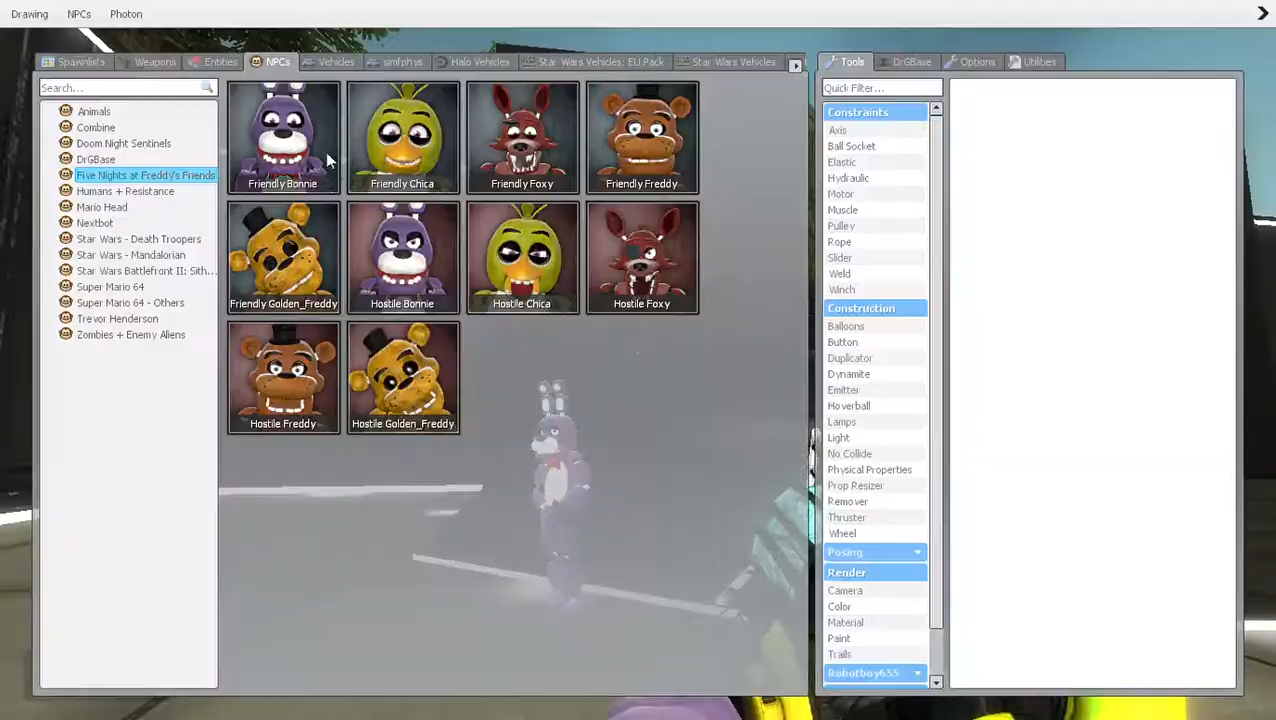 Drawing NPCs Photon
Spawnlists Weapons Entities NPCs Vehicles simfphys Halo Vehicles Star Wars Vehicles: EU Pack Star Wars Vehicles
Tools DrGBase Options Utilities
Search...
Animals
Combine
Doom Night Sentinels
DrGBase
Five Nights at Freddy's Friends
Humans + Resistance
Mario Head
Nextbot
Star Wars - Death Troopers
Star Wars - Mandalorian
Star Wars Battlefront II: Sith...
Super Mario 64
Super Mario 64 - Others
Trevor Henderson
Zombies + Enemy Aliens
Friendly Bonnie Friendly Chica Friendly Foxy Friendly Freddy
Friendly Golden_Freddy Hostile Bonnie Hostile Chica Hostile Foxy
Hostile Freddy Hostile Golden_Freddy
Quick Filter...
Constraints
Axis
Ball Socket
Elastic
Hydraulic
Motor
Muscle
Pulley
Rope
Slider
Weld
Winch
Construction
Balloons
Button
Duplicator
Dynamite
Emitter
Hoverball
Lamps
Light
No Collide
Physical Properties
Prop Resizer
Remover
Thruster
Wheel
Posing
Render
Camera
Color
Material
Paint
Trails
Robotboy655